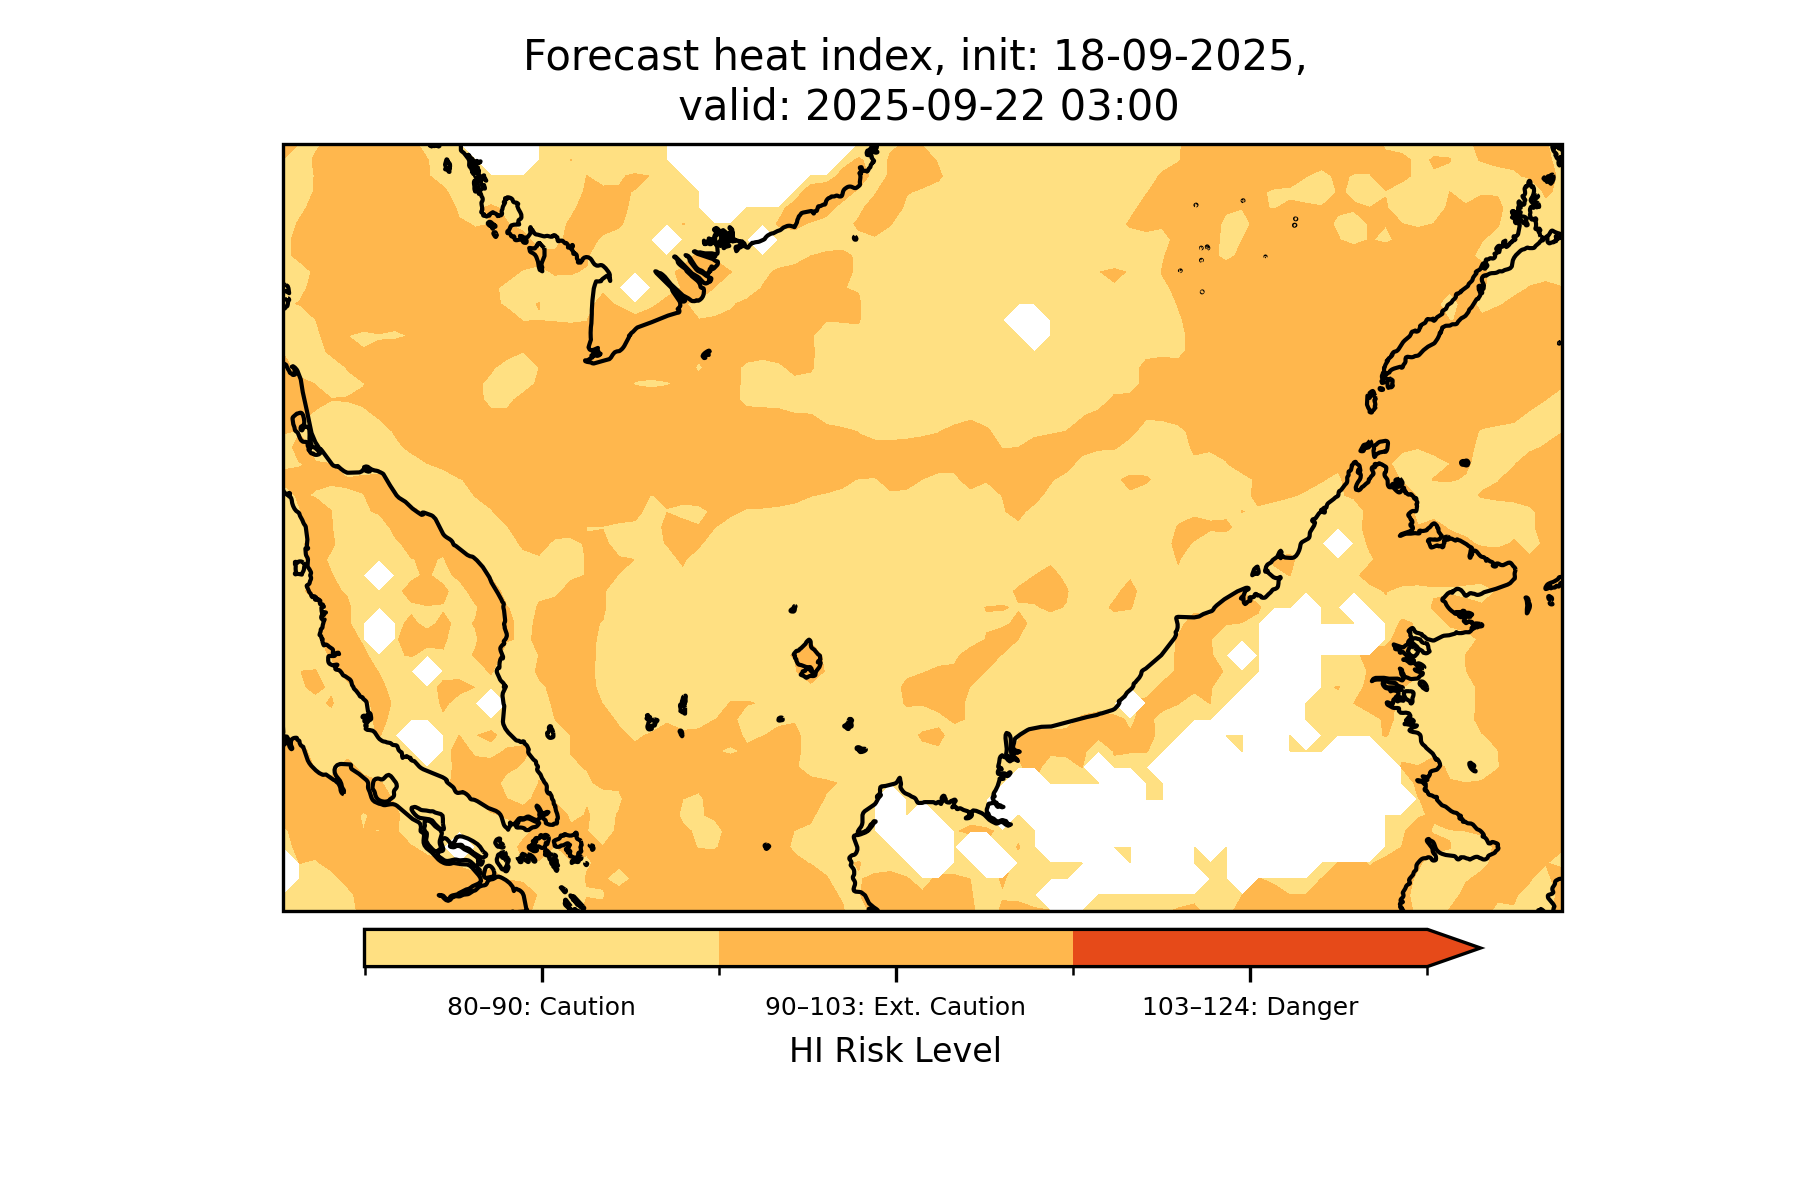 Forecast heat index, init: 18-09-2025,
valid: 2025-09-22 03:00
80–90: Caution
90–103: Ext. Caution
103–124: Danger
HI Risk Level